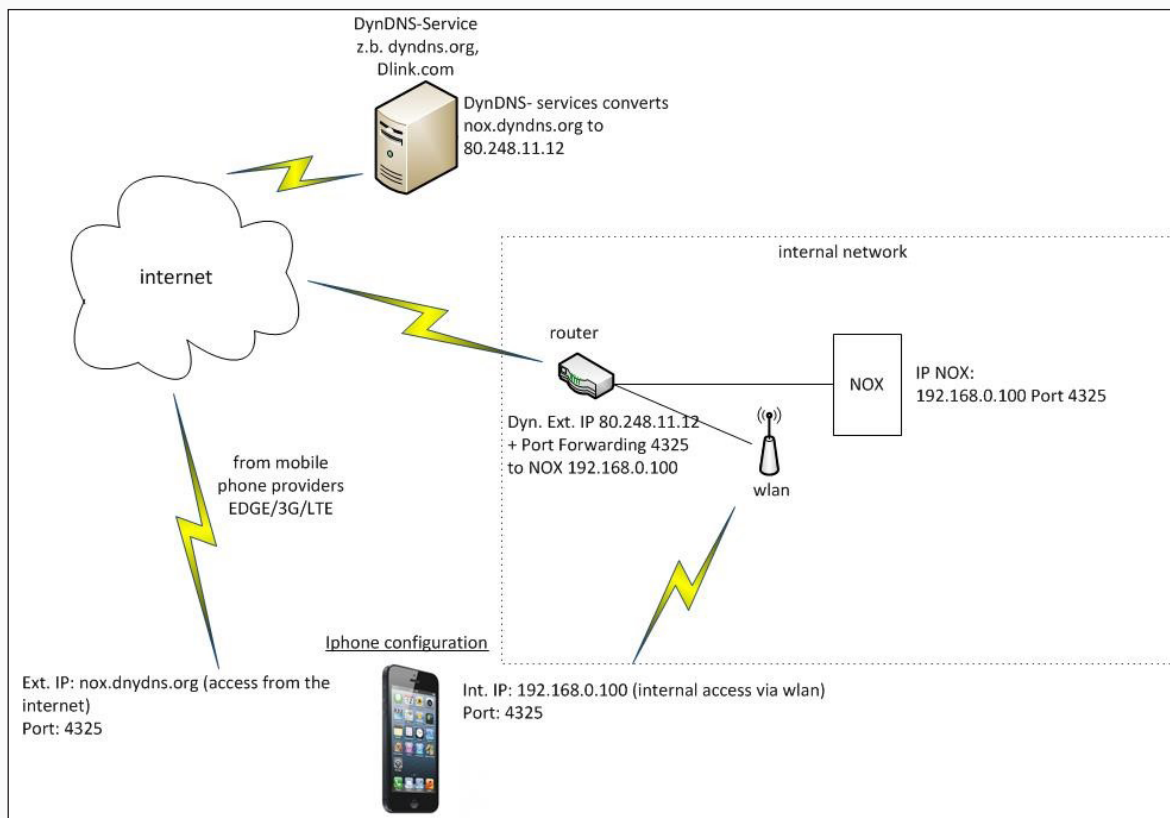 DynDNS-Service
z.b. dyndns.org,
Dlink.com
DynDNS- services converts
nox.dyndns.org to
80.248.11.12
internet
internal network
router
NOX
IP NOX:
192.168.0.100 Port 4325
Dyn. Ext. IP 80.248.11.12
+ Port Forwarding 4325
to NOX 192.168.0.100
wlan
from mobile
phone providers
EDGE/3G/LTE
Iphone configuration
Ext. IP: nox.dnydns.org (access from the
internet)
Port: 4325
Int. IP: 192.168.0.100 (internal access via wlan)
Port: 4325